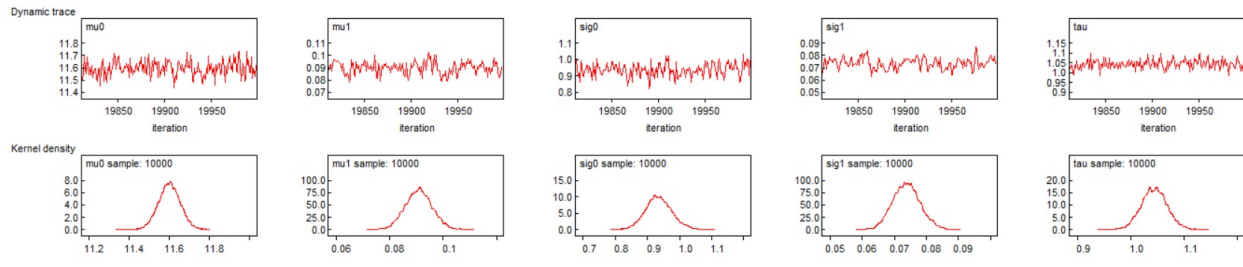 Dynamic trace
mu0
11.8
11.7
11.6
11.5
11.4
19850 19900 19950
iteration
mu1
0.11
0.1
0.09
0.08
0.07
19850 19900 19950
iteration
sig0
1.1
1.0
0.9
0.8
19850 19900 19950
iteration
sig1
0.09
0.08
0.07
0.06
0.05
19850 19900 19950
iteration
tau
1.15
1.1
1.05
1.0
0.95
0.9
19850 19900 19950
iteration
Kernel density
mu0 sample: 10000
8.0
6.0
4.0
2.0
0.0
11.2 11.4 11.6 11.8
mu1 sample: 10000
100.0
75.0
50.0
25.0
0.0
0.06 0.08 0.1
sig0 sample: 10000
15.0
10.0
5.0
0.0
0.7 0.8 0.9 1.0 1.1
sig1 sample: 10000
100.0
75.0
50.0
25.0
0.0
0.05 0.06 0.07 0.08 0.09
tau sample: 10000
20.0
15.0
10.0
5.0
0.0
0.9 1.0 1.1